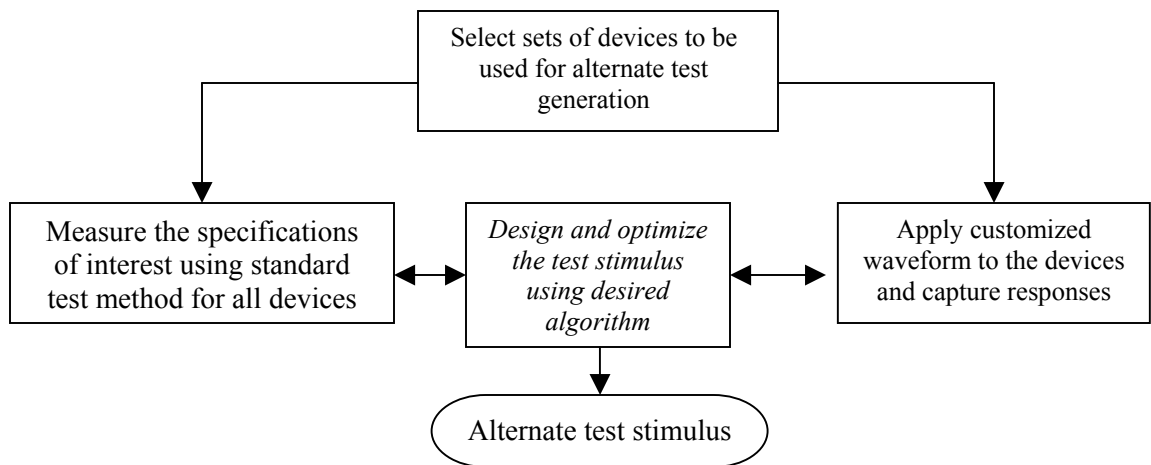 Select sets of devices to be
used for alternate test
generation
Measure the specifications
of interest using standard
test method for all devices
Design and optimize
the test stimulus
using desired
algorithm
Apply customized
waveform to the devices
and capture responses
Alternate test stimulus